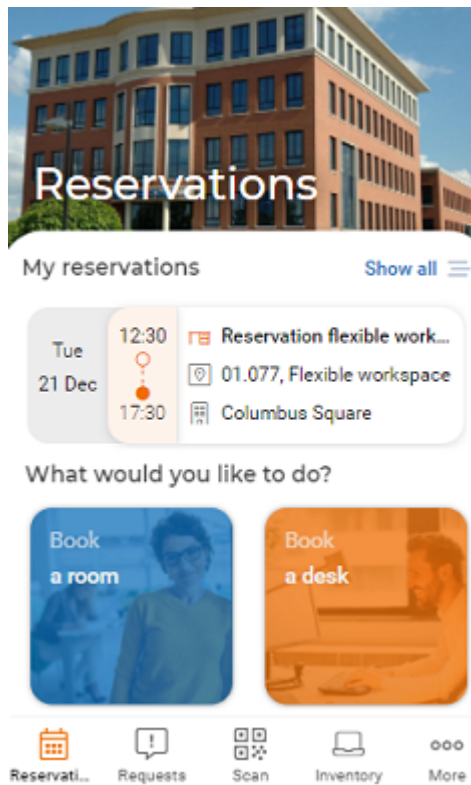 Reservations
My reservations
Show all
Tue
21 Dec
12:30
17:30
Reservation flexible work...
01.077, Flexible workspace
Columbus Square
What would you like to do?
Book
a room
Book
a desk
Reservati...
Requests
Scan
Inventory
More